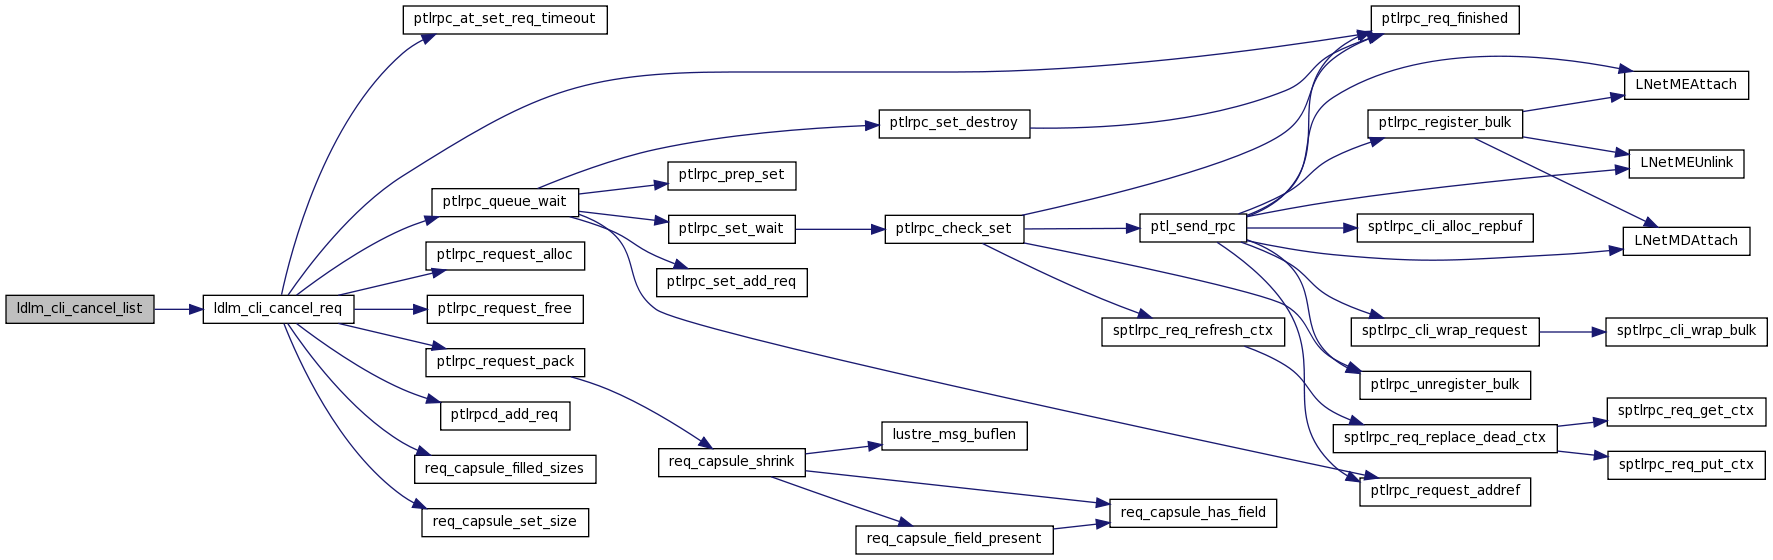 ldlm_cli_cancel_list
ldlm_cli_cancel_req
ptlrpc_at_set_req_timeout
ptlrpc_queue_wait
ptlrpc_request_alloc
ptlrpc_request_free
ptlrpc_request_pack
ptlrpcd_add_req
req_capsule_filled_sizes
req_capsule_set_size
ptlrpc_prep_set
ptlrpc_set_wait
ptlrpc_set_add_req
req_capsule_shrink
ptlrpc_set_destroy
ptlrpc_check_set
lustre_msg_buflen
req_capsule_field_present
ptl_send_rpc
sptlrpc_req_refresh_ctx
req_capsule_has_field
ptlrpc_req_finished
ptlrpc_register_bulk
sptlrpc_cli_alloc_repbuf
sptlrpc_cli_wrap_request
ptlrpc_unregister_bulk
sptlrpc_req_replace_dead_ctx
ptlrpc_request_addref
LNetMEAttach
LNetMEUnlink
LNetMDAttach
sptlrpc_cli_wrap_bulk
sptlrpc_req_get_ctx
sptlrpc_req_put_ctx